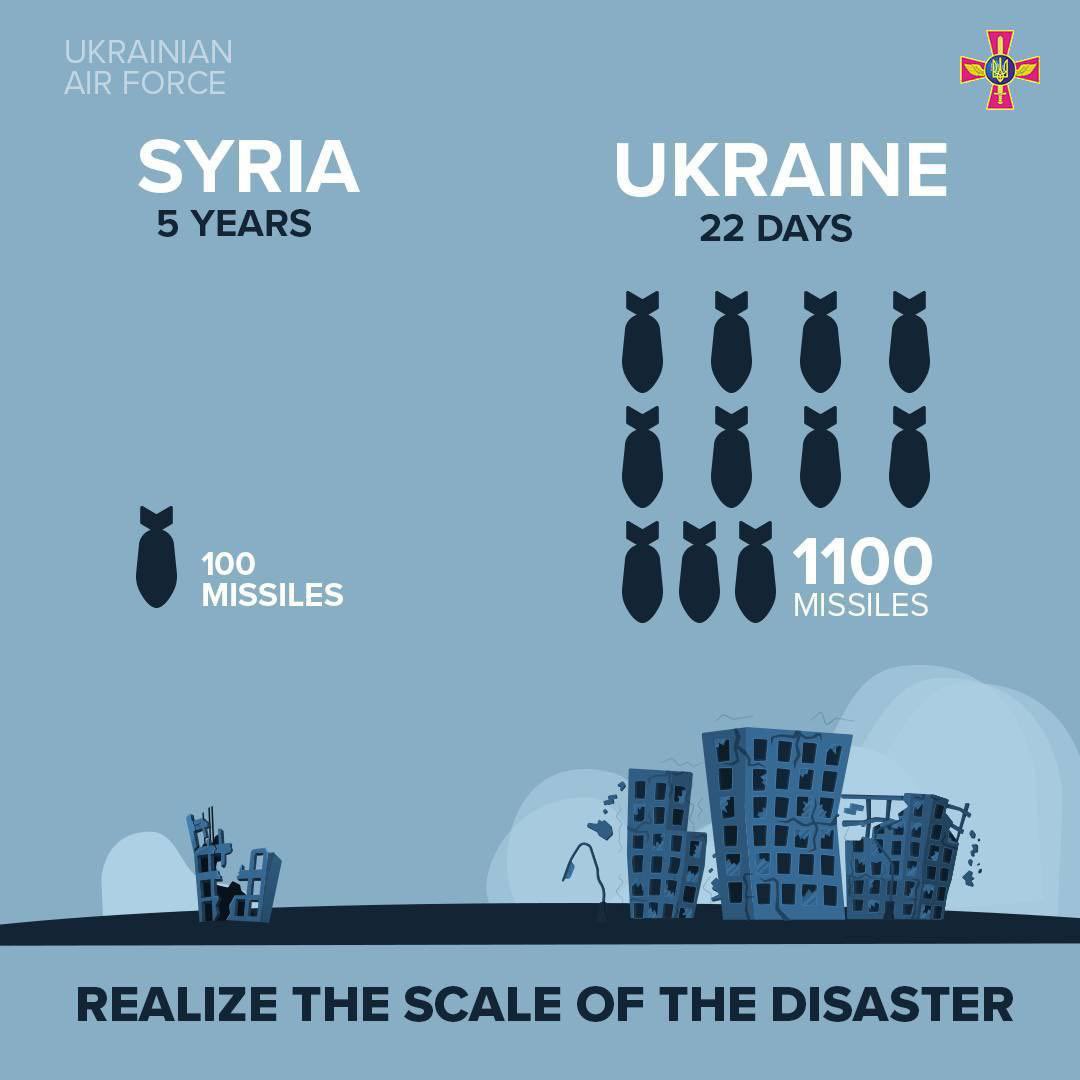 UKRAINIAN
AIR FORCE
SYRIA
5 YEARS
UKRAINE
22 DAYS
100
MISSILES
1100
MISSILES
REALIZE THE SCALE OF THE DISASTER